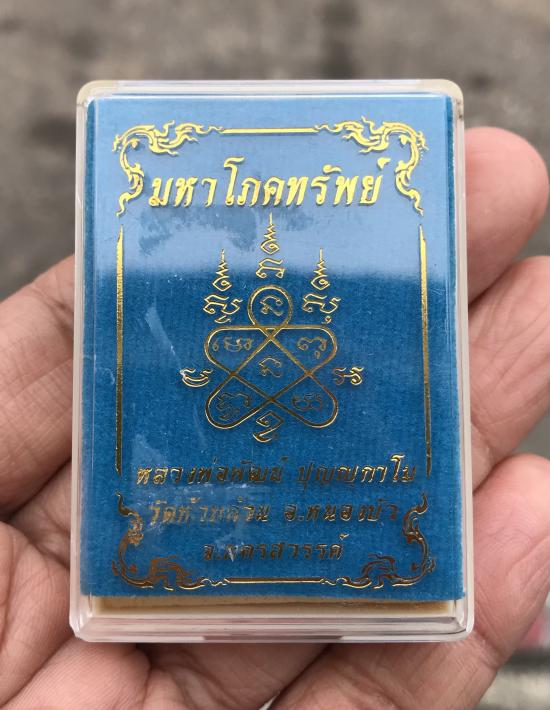 มหาโภคทรัพย์
หลวงพ่อพัฒน์ ปุญฺญกาโม
วัดห้วยด้วน อ.หนองบัว
จ.นครสวรรค์